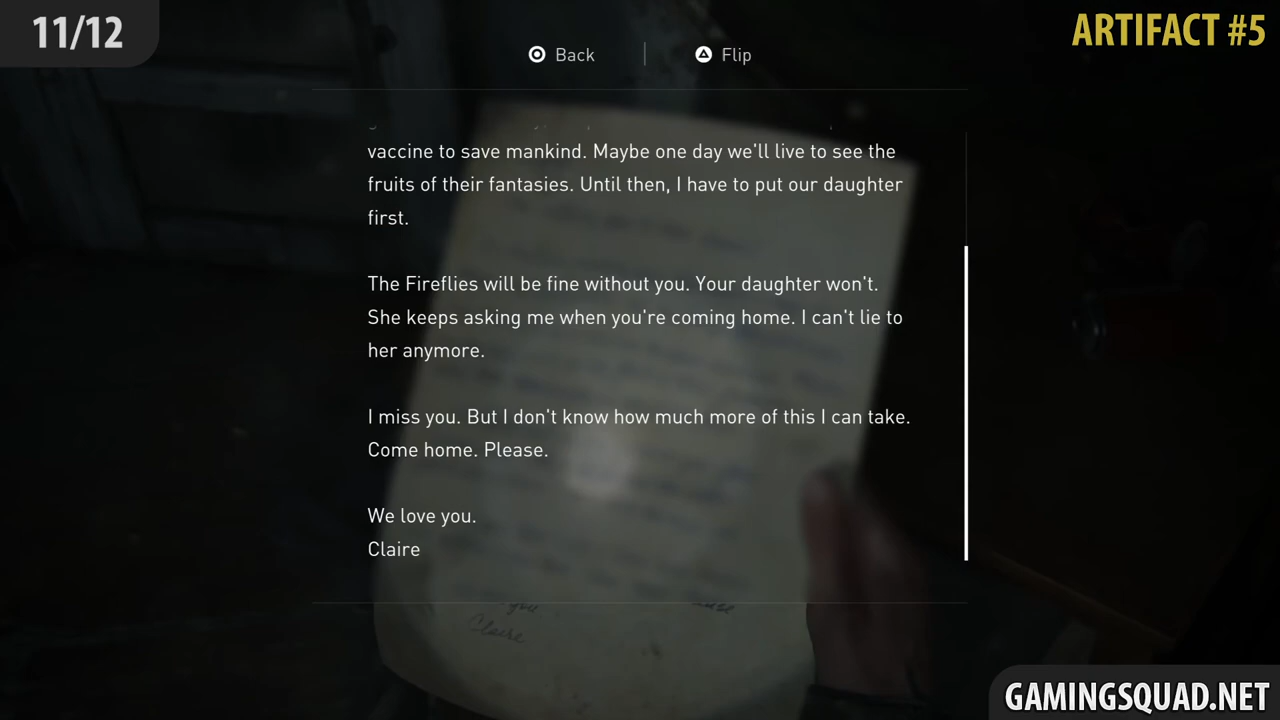 11/12
ARTIFACT #5
Back
Flip
vaccine to save mankind. Maybe one day we'll live to see the
fruits of their fantasies. Until then, I have to put our daughter
first.
The Fireflies will be fine without you. Your daughter won't.
She keeps asking me when you're coming home. I can't lie to
her anymore.
I miss you. But I don't know how much more of this I can take.
Come home. Please.
We love you.
Claire
you
Claire
GAMINGSQUAD.NET